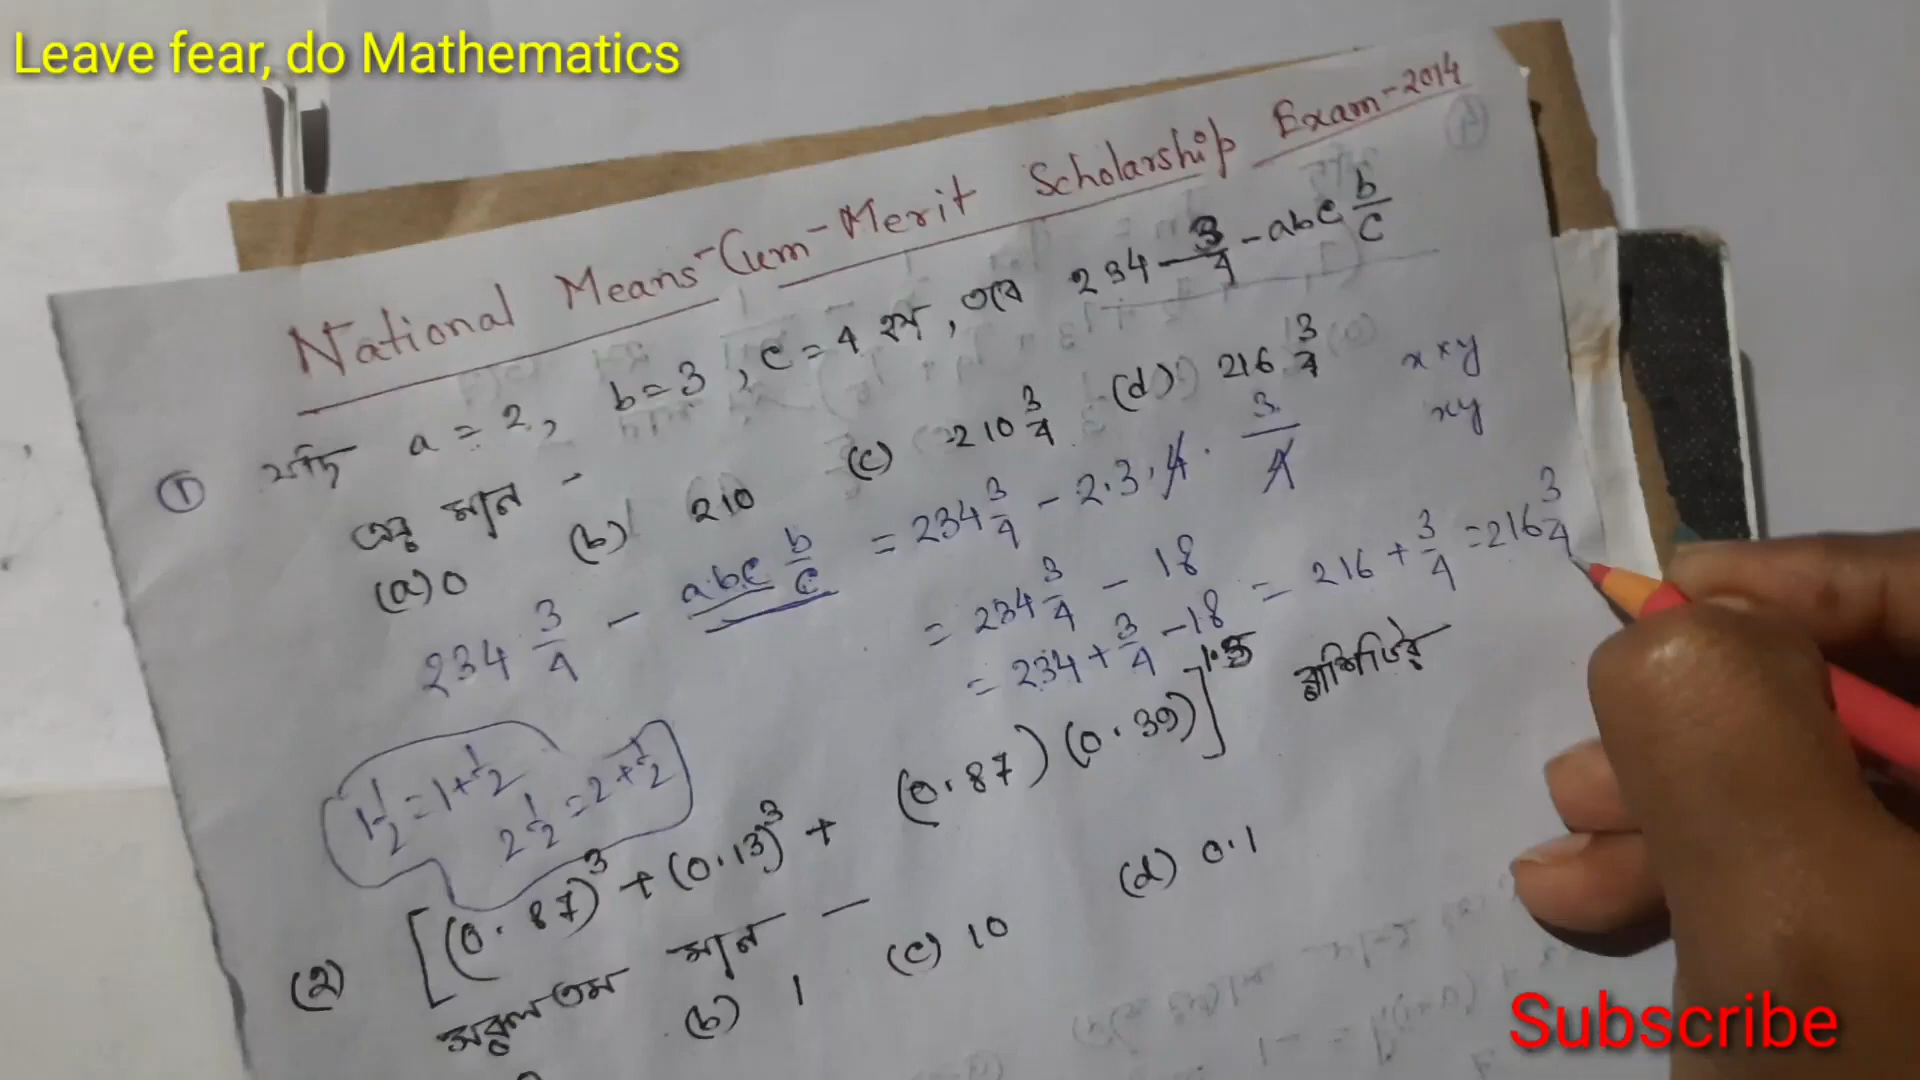 Leave fear, do Mathematics
National Means-Cum-Merit Scholarship Exam-2014
① যদি a = 2, b = 3, c = 4 হয়, তবে 234 3/4 - abc b/c
এর মান -
(a) 0 (b) 210 (c) 210 3/4 (d) 216 3/4
x × y
xy
234 3/4 - abc b/c = 234 3/4 - 2.3.4. 3/4
= 234 3/4 - 18
= 234 + 3/4 - 18 = 216 + 3/4 = 216 3/4
1 1/2 = 1 + 1/2
2 1/2 = 2 + 1/2
(২) [(0.87)³ + (0.13)³ + (0.87)(0.39)]
রাশিটির
সরলতম মান —
(b) 1 (c) 10 (d) 0.1
Subscribe